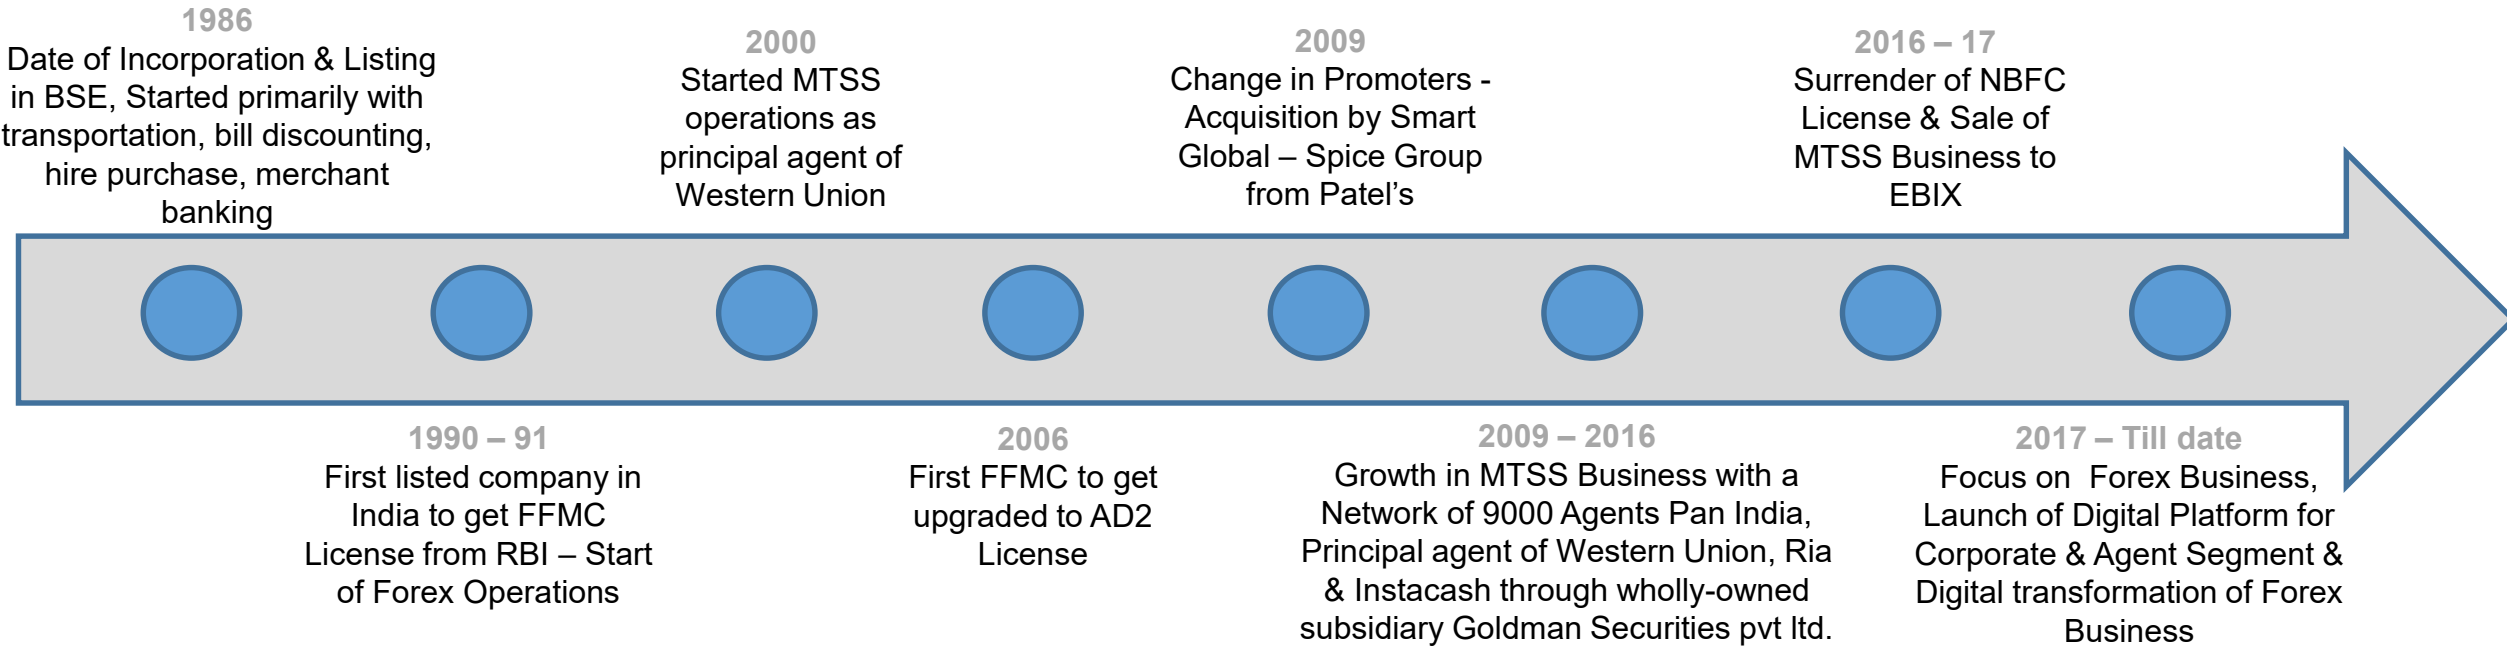 1986
Date of Incorporation & Listing
in BSE, Started primarily with
transportation, bill discounting,
hire purchase, merchant
banking
2000
Started MTSS
operations as
principal agent of
Western Union
2009
Change in Promoters -
Acquisition by Smart
Global – Spice Group
from Patel’s
2016 – 17
Surrender of NBFC
License & Sale of
MTSS Business to
EBIX
1990 – 91
First listed company in
India to get FFMC
License from RBI – Start
of Forex Operations
2006
First FFMC to get
upgraded to AD2
License
2009 – 2016
Growth in MTSS Business with a
Network of 9000 Agents Pan India,
Principal agent of Western Union, Ria
& Instacash through wholly-owned
subsidiary Goldman Securities pvt ltd.
2017 – Till date
Focus on  Forex Business,
Launch of Digital Platform for
Corporate & Agent Segment &
Digital transformation of Forex
Business